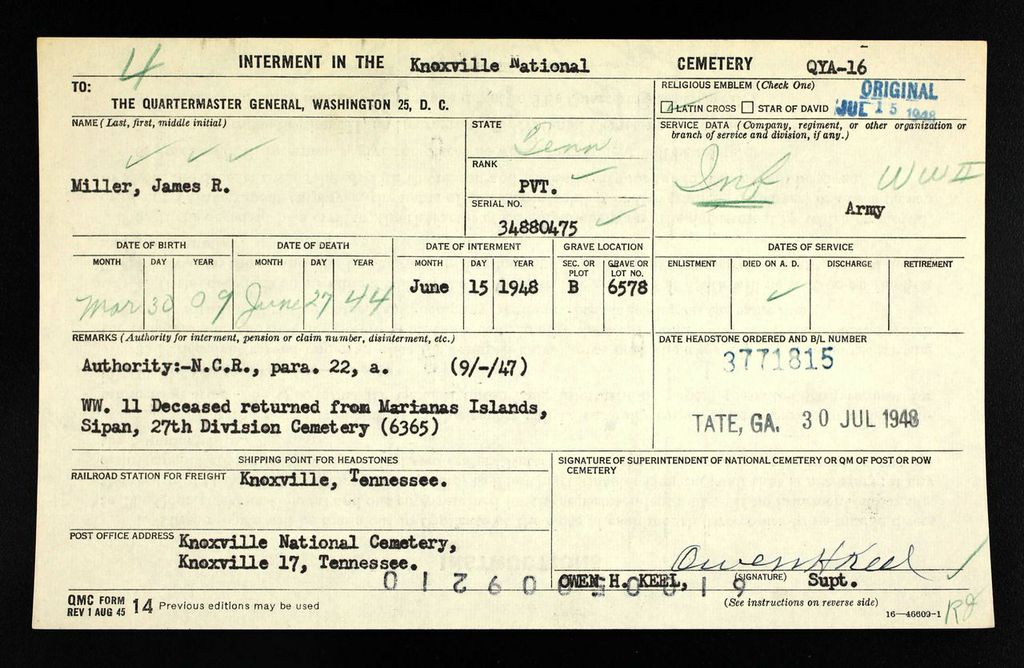 4
INTERMENT IN THE Knoxville National CEMETERY QYA-16
TO:
THE QUARTERMASTER GENERAL, WASHINGTON 25, D. C.
RELIGIOUS EMBLEM (Check One)
LATIN CROSS STAR OF DAVID
ORIGINAL
JUL 15 1948
NAME (Last, first, middle initial)
Miller, James R.
STATE
Tenn
RANK
PVT.
SERIAL NO.
34880475
SERVICE DATA (Company, regiment, or other organization or
branch of service and division, if any.)
Inf WW II
Army
DATE OF BIRTH DATE OF DEATH DATE OF INTERMENT GRAVE LOCATION DATES OF SERVICE
MONTH DAY YEAR MONTH DAY YEAR MONTH DAY YEAR SEC. OR PLOT GRAVE OR LOT NO. ENLISTMENT DIED ON A. D. DISCHARGE RETIREMENT
Mar 30 09 June 27 44 June 15 1948 B 6578
REMARKS (Authority for interment, pension or claim number, disinterment, etc.)
Authority:-N.C.R., para. 22, a. (9/-/47)
WW. 11 Deceased returned from Marianas Islands,
Sipan, 27th Division Cemetery (6365)
DATE HEADSTONE ORDERED AND B/L NUMBER
3771815
TATE, GA. 30 JUL 1948
SHIPPING POINT FOR HEADSTONES
RAILROAD STATION FOR FREIGHT Knoxville, Tennessee.
POST OFFICE ADDRESS Knoxville National Cemetery,
Knoxville 17, Tennessee.
SIGNATURE OF SUPERINTENDENT OF NATIONAL CEMETERY OR QM OF POST OR POW
CEMETERY
Owen H Keel
OWEN H. KEEL, (SIGNATURE) Supt.
QMC FORM
REV 1 AUG 45 14 Previous editions may be used
(See instructions on reverse side)
16—46609-1